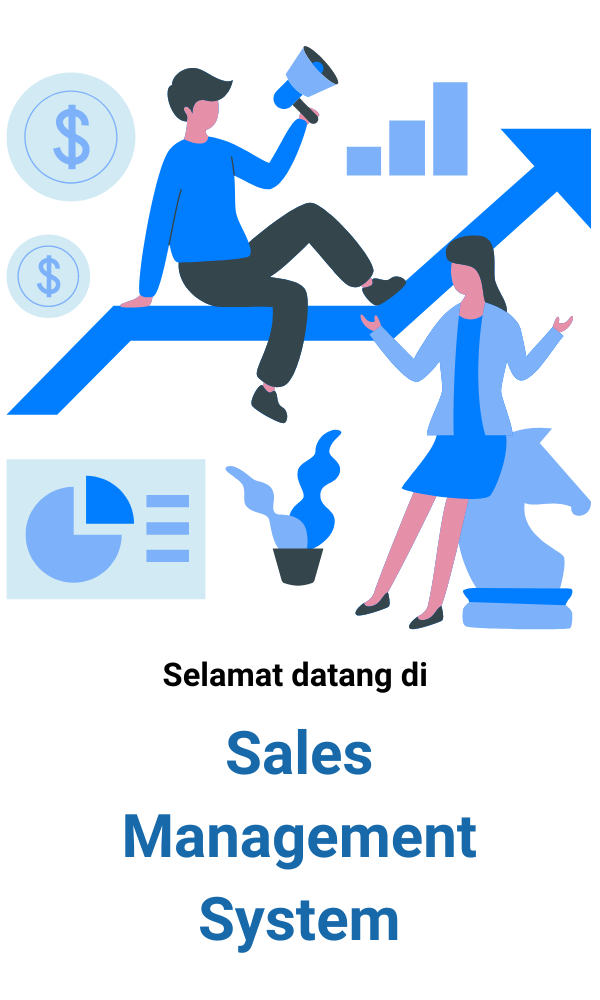 $
$
Selamat datang di
Sales
Management
System